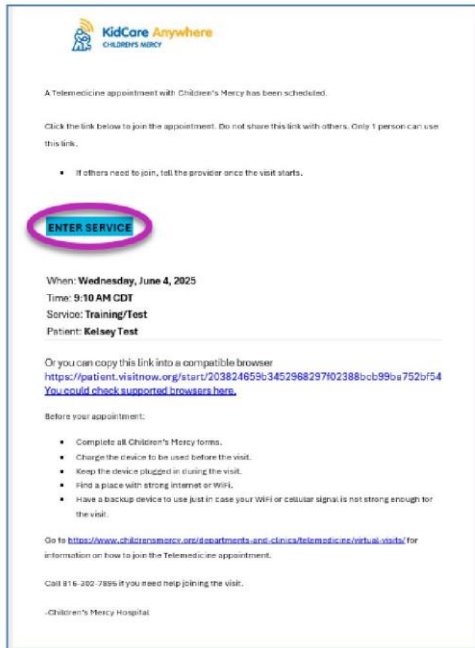 KidCare Anywhere
CHILDREN'S MERCY
A Telemedicine appointment with Children's Mercy has been scheduled.
Click the link below to join the appointment. Do not share this link with others. Only 1 person can use
this link.
▪ If others need to join, tell the provider once the visit starts.
ENTER SERVICE
When: Wednesday, June 4, 2025
Time: 9:10 AM CDT
Service: Training/Test
Patient: Kelsey Test
Or you can copy this link into a compatible browser
https://patient.visitnow.org/start/203824659b3452968297f02388bcb99ba752bf54
You could check supported browsers here.
Before your appointment:
▪ Complete all Children's Mercy forms.
▪ Charge the device to be used before the visit.
▪ Keep the device plugged in during the visit.
▪ Find a place with strong internet or WiFi.
▪ Have a backup device to use just in case your WiFi or cellular signal is not strong enough for
the visit.
Go to https://www.childrensmercy.org/departments-and-clinics/telemedicine/virtual-visits/ for
information on how to join the Telemedicine appointment.
Call 816-302-7895 if you need help joining the visit.
-Children's Mercy Hospital